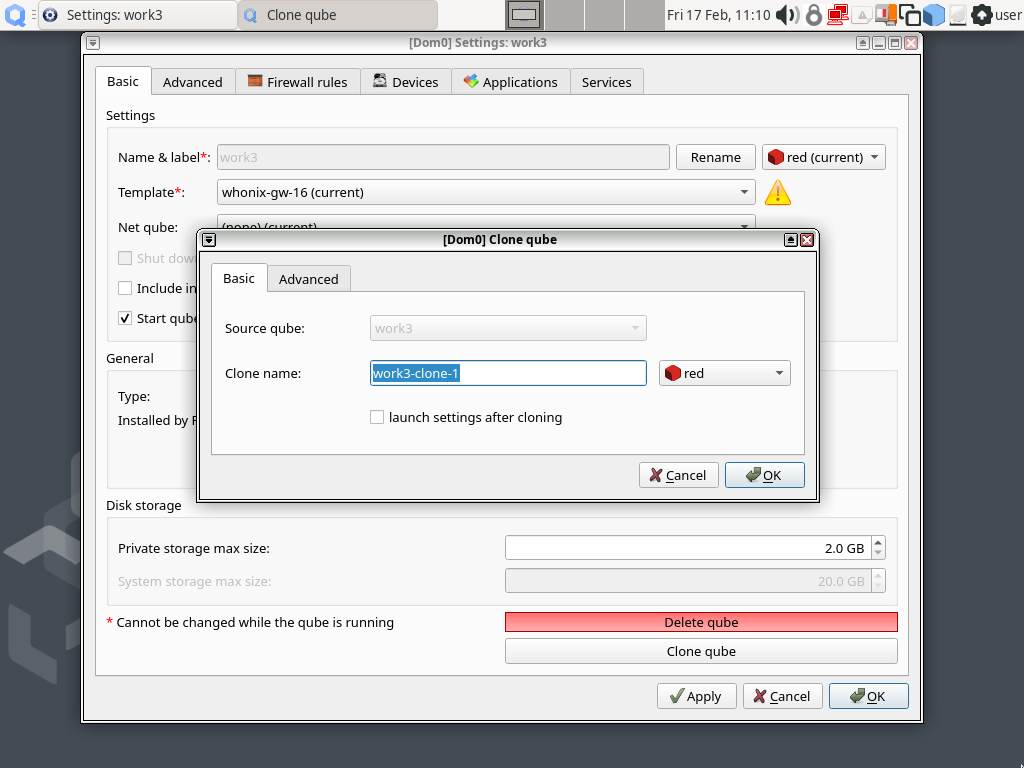 Settings: work3
Clone qube
Fri 17 Feb, 11:10
user
[Dom0] Settings: work3
Basic
Advanced
Firewall rules
Devices
Applications
Services
Settings
Name & label*:
work3
Rename
red (current)
Template*:
whonix-gw-16 (current)
Net qube:
(none) (current)
Shut dow
Include in
Start qube
[Dom0] Clone qube
Basic
Advanced
Source qube:
work3
Clone name:
work3-clone-1
red
launch settings after cloning
Cancel
OK
General
Type:
Installed by
Disk storage
Private storage max size:
2.0 GB
System storage max size:
20.0 GB
* Cannot be changed while the qube is running
Delete qube
Clone qube
Apply
Cancel
OK